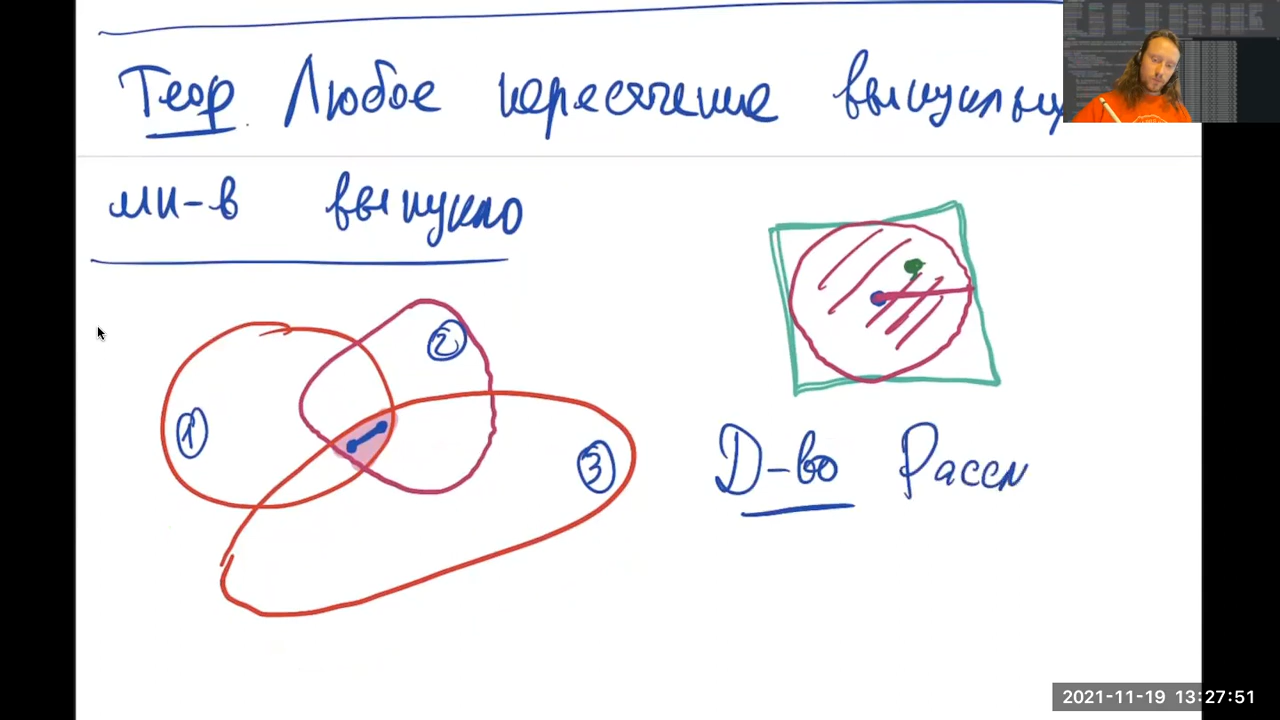 Теор Любое пересечение выпуклых
мн-в выпукло
2
1
3
Д-во Рассм
2021-11-19 13:27:51